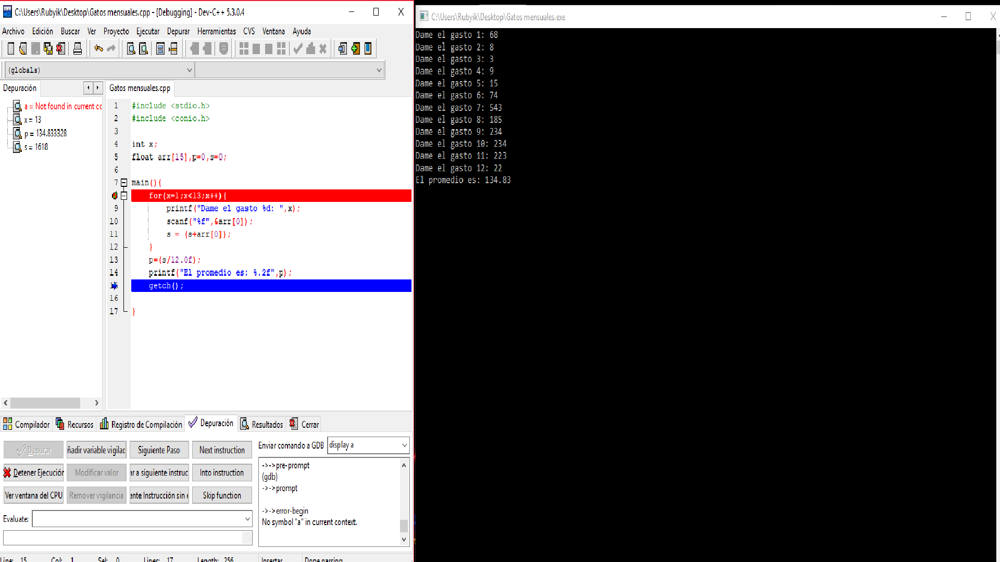 C:\Users\Rubyik\Desktop\Gatos mensuales.cpp - [Debugging] - Dev-C++ 5.3.0.4
Archivo Edición Buscar Ver Proyecto Ejecutar Depurar Herramientas CVS Ventana Ayuda
(globals)
Depuración
a = Not found in current cc
x = 13
p = 134.833328
s = 1618
Gatos mensuales.cpp
1 #include <stdio.h>
2 #include <conio.h>
3
4 int x;
5 float arr[15],p=0,s=0;
6
7 main(){
for(x=1;x<13;x++){
9 printf("Dame el gasto %d: ",x);
10 scanf("%f",&arr[0]);
11 s = (s+arr[0]);
12 }
13 p=(s/12.0f);
14 printf("El promedio es: %.2f",p);
getch();
16
17 }
Compilador Recursos Registro de Compilación Depuración Resultados Cerrar
Depurar ñadir variable vigilac Siguiente Paso Next instruction
Detener Ejecución Modificar valor ar a siguiente instruc Into instruction
Ver ventana del CPU Remover vigilancia ente Instrucción sin e Skip function
Evaluate:
Enviar comando a GDB display a
->->pre-prompt
(gdb)
->->prompt
->->error-begin
No symbol "a" in current context.
Line: 15 Col: 1 Sel: 0 Lines: 17 Length: 256 Insertar Done parsing
C:\Users\Rubyik\Desktop\Gatos mensuales.exe
Dame el gasto 1: 68
Dame el gasto 2: 8
Dame el gasto 3: 3
Dame el gasto 4: 9
Dame el gasto 5: 15
Dame el gasto 6: 74
Dame el gasto 7: 543
Dame el gasto 8: 185
Dame el gasto 9: 234
Dame el gasto 10: 234
Dame el gasto 11: 223
Dame el gasto 12: 22
El promedio es: 134.83